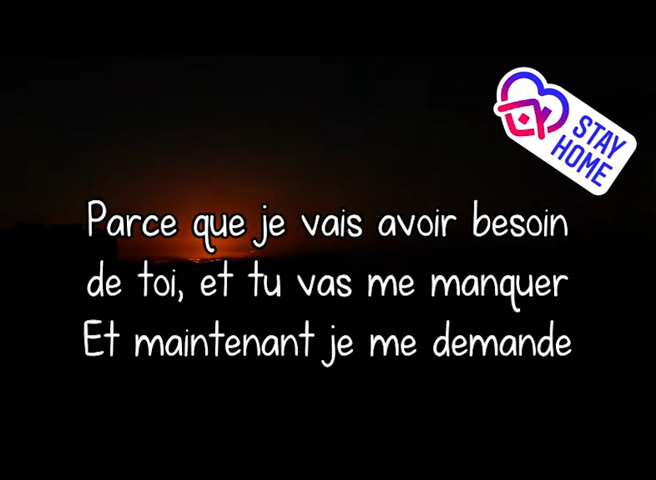 STAY
HOME
Parce que je vais avoir besoin
de toi, et tu vas me manquer
Et maintenant je me demande